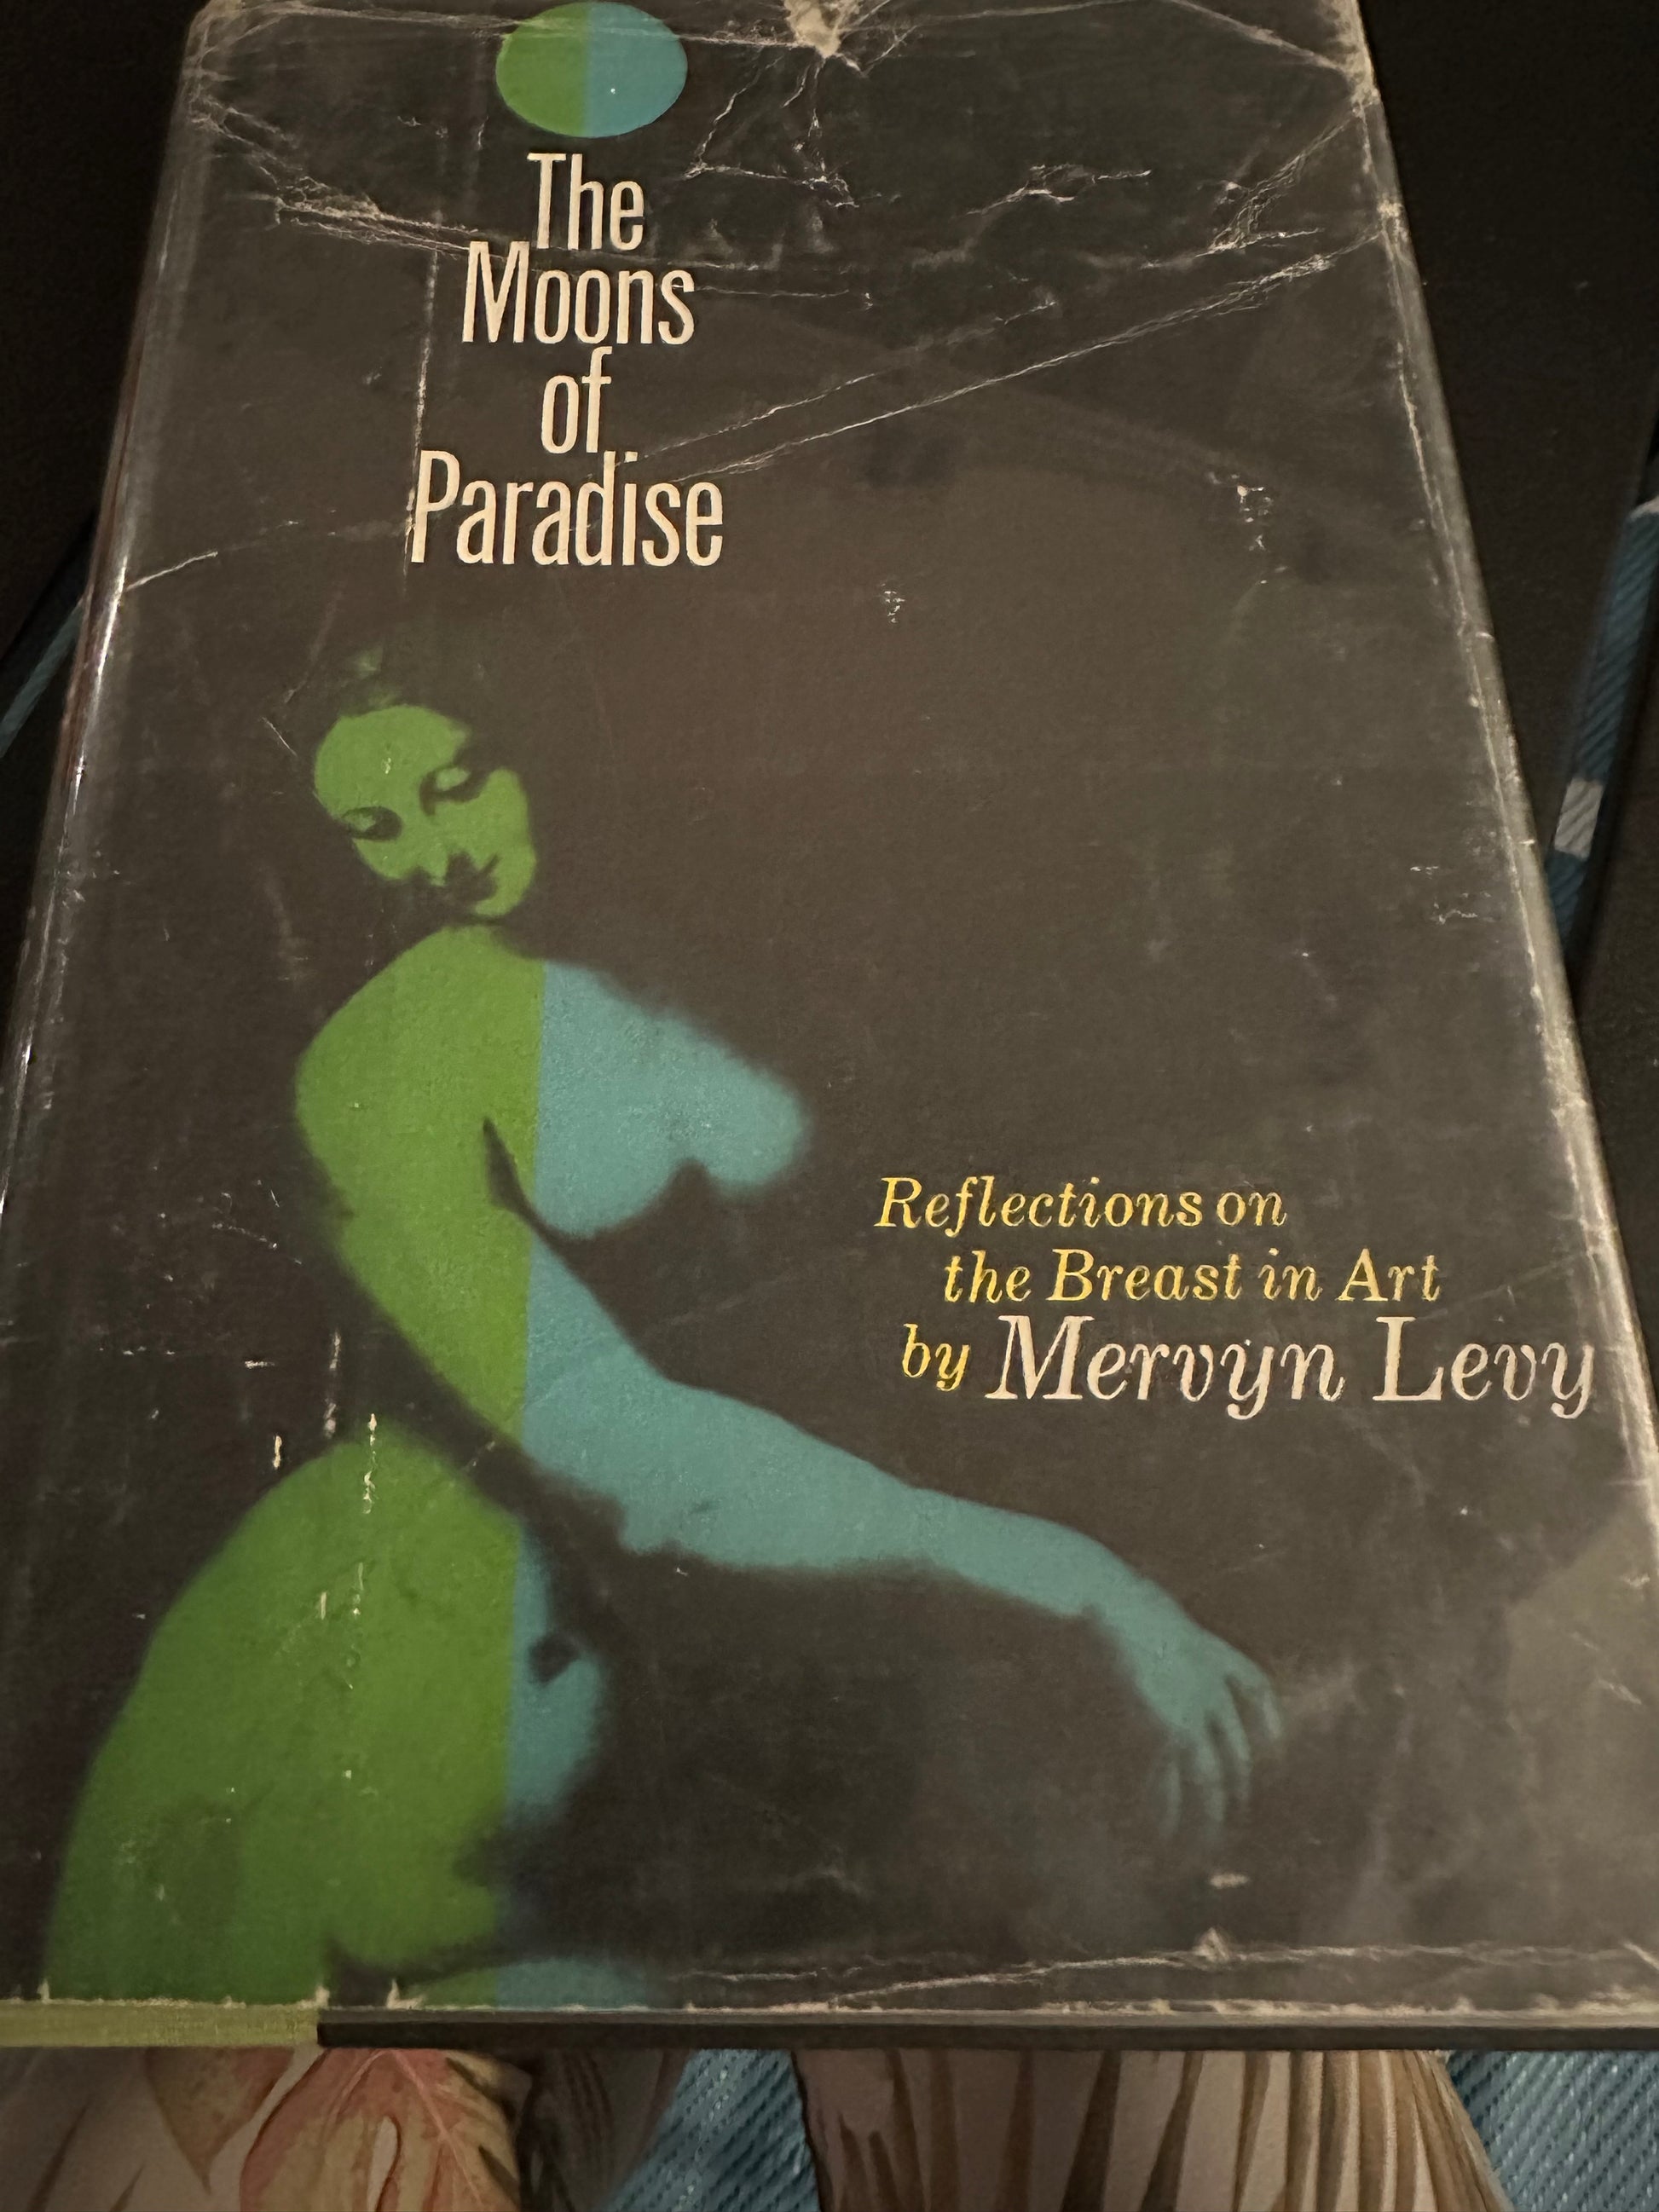 The
Moons
of
Paradise
Reflections on
the Breast in Art
by Mervyn Levy